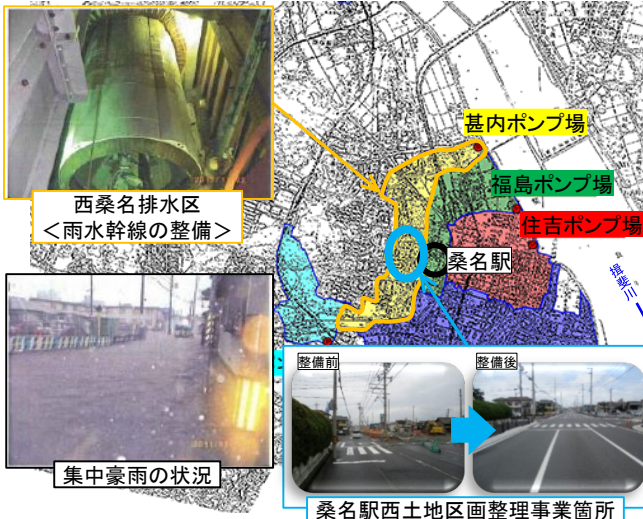 西桑名排水区
<雨水幹線の整備>
甚内ポンプ場
福島ポンプ場
住吉ポンプ場
桑名駅
揖斐川
集中豪雨の状況
整備前
整備後
桑名駅西土地区画整理事業箇所